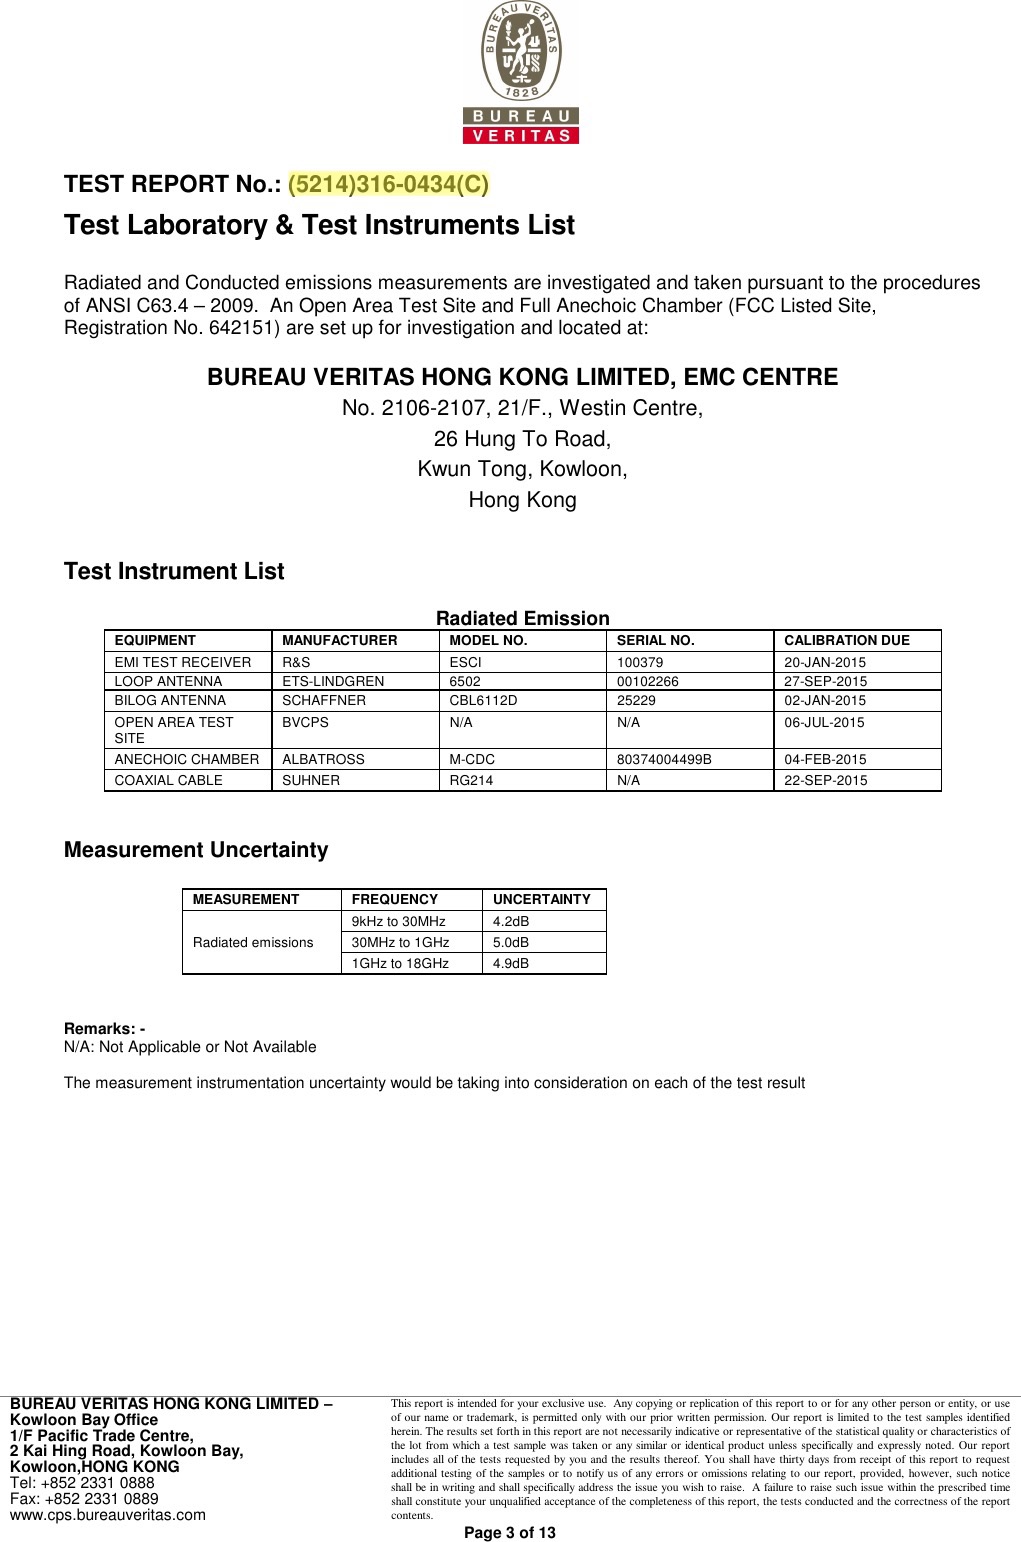 BUREAU VERITAS
1828
BUREAU
VERITAS
TEST REPORT No.: (5214)316-0434(C)
Test Laboratory & Test Instruments List
Radiated and Conducted emissions measurements are investigated and taken pursuant to the procedures
of ANSI C63.4 – 2009.  An Open Area Test Site and Full Anechoic Chamber (FCC Listed Site,
Registration No. 642151) are set up for investigation and located at:
BUREAU VERITAS HONG KONG LIMITED, EMC CENTRE
No. 2106-2107, 21/F., Westin Centre,
26 Hung To Road,
Kwun Tong, Kowloon,
Hong Kong
Test Instrument List
Radiated Emission
EQUIPMENT MANUFACTURER MODEL NO. SERIAL NO. CALIBRATION DUE
EMI TEST RECEIVER R&S ESCI 100379 20-JAN-2015
LOOP ANTENNA ETS-LINDGREN 6502 00102266 27-SEP-2015
BILOG ANTENNA SCHAFFNER CBL6112D 25229 02-JAN-2015
OPEN AREA TEST BVCPS N/A N/A 06-JUL-2015
SITE
ANECHOIC CHAMBER ALBATROSS M-CDC 80374004499B 04-FEB-2015
COAXIAL CABLE SUHNER RG214 N/A 22-SEP-2015
Measurement Uncertainty
MEASUREMENT FREQUENCY UNCERTAINTY
9kHz to 30MHz 4.2dB
Radiated emissions 30MHz to 1GHz 5.0dB
1GHz to 18GHz 4.9dB
Remarks: -
N/A: Not Applicable or Not Available
The measurement instrumentation uncertainty would be taking into consideration on each of the test result
BUREAU VERITAS HONG KONG LIMITED –
Kowloon Bay Office
1/F Pacific Trade Centre,
2 Kai Hing Road, Kowloon Bay,
Kowloon,HONG KONG
Tel: +852 2331 0888
Fax: +852 2331 0889
www.cps.bureauveritas.com
This report is intended for your exclusive use.  Any copying or replication of this report to or for any other person or entity, or use
of our name or trademark, is permitted only with our prior written permission. Our report is limited to the test samples identified
herein. The results set forth in this report are not necessarily indicative or representative of the statistical quality or characteristics of
the lot from which a test sample was taken or any similar or identical product unless specifically and expressly noted. Our report
includes all of the tests requested by you and the results thereof. You shall have thirty days from receipt of this report to request
additional testing of the samples or to notify us of any errors or omissions relating to our report, provided, however, such notice
shall be in writing and shall specifically address the issue you wish to raise.  A failure to raise such issue within the prescribed time
shall constitute your unqualified acceptance of the completeness of this report, the tests conducted and the correctness of the report
contents.
Page 3 of 13